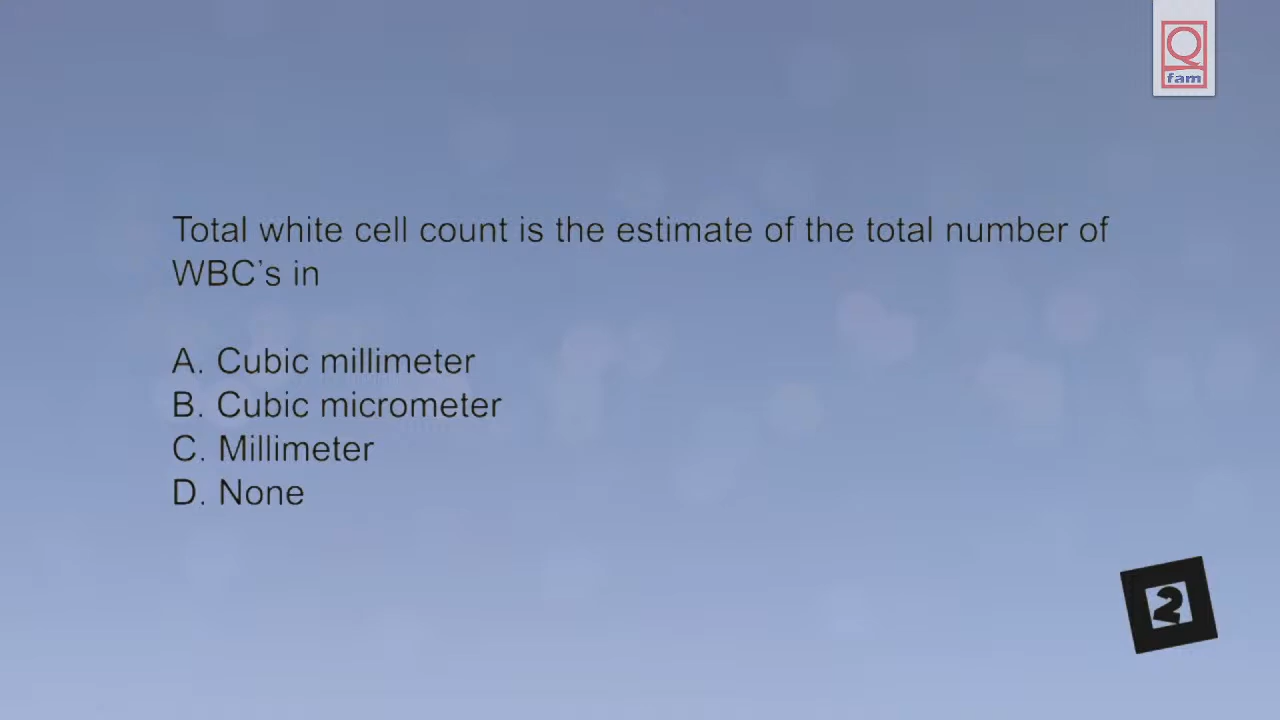 Q
fam
Total white cell count is the estimate of the total number of
WBC's in
A. Cubic millimeter
B. Cubic micrometer
C. Millimeter
D. None
2